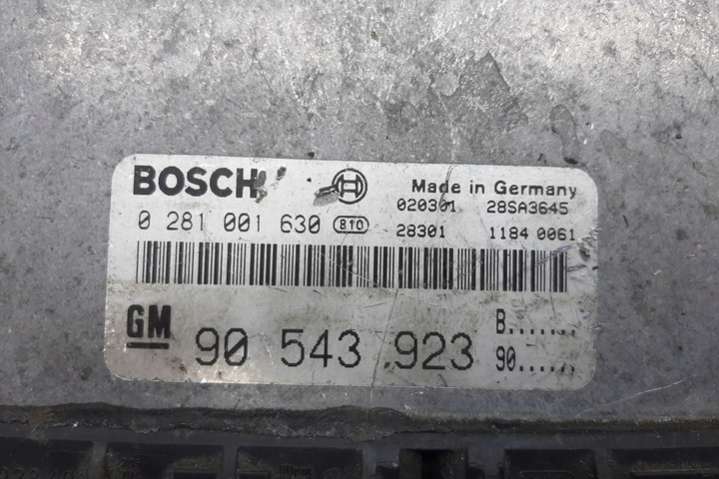 BOSCH Made in Germany
020301 28SA3645
0 281 001 630 810 28301 1184 0061
GM 90 543 923 B.......
90......